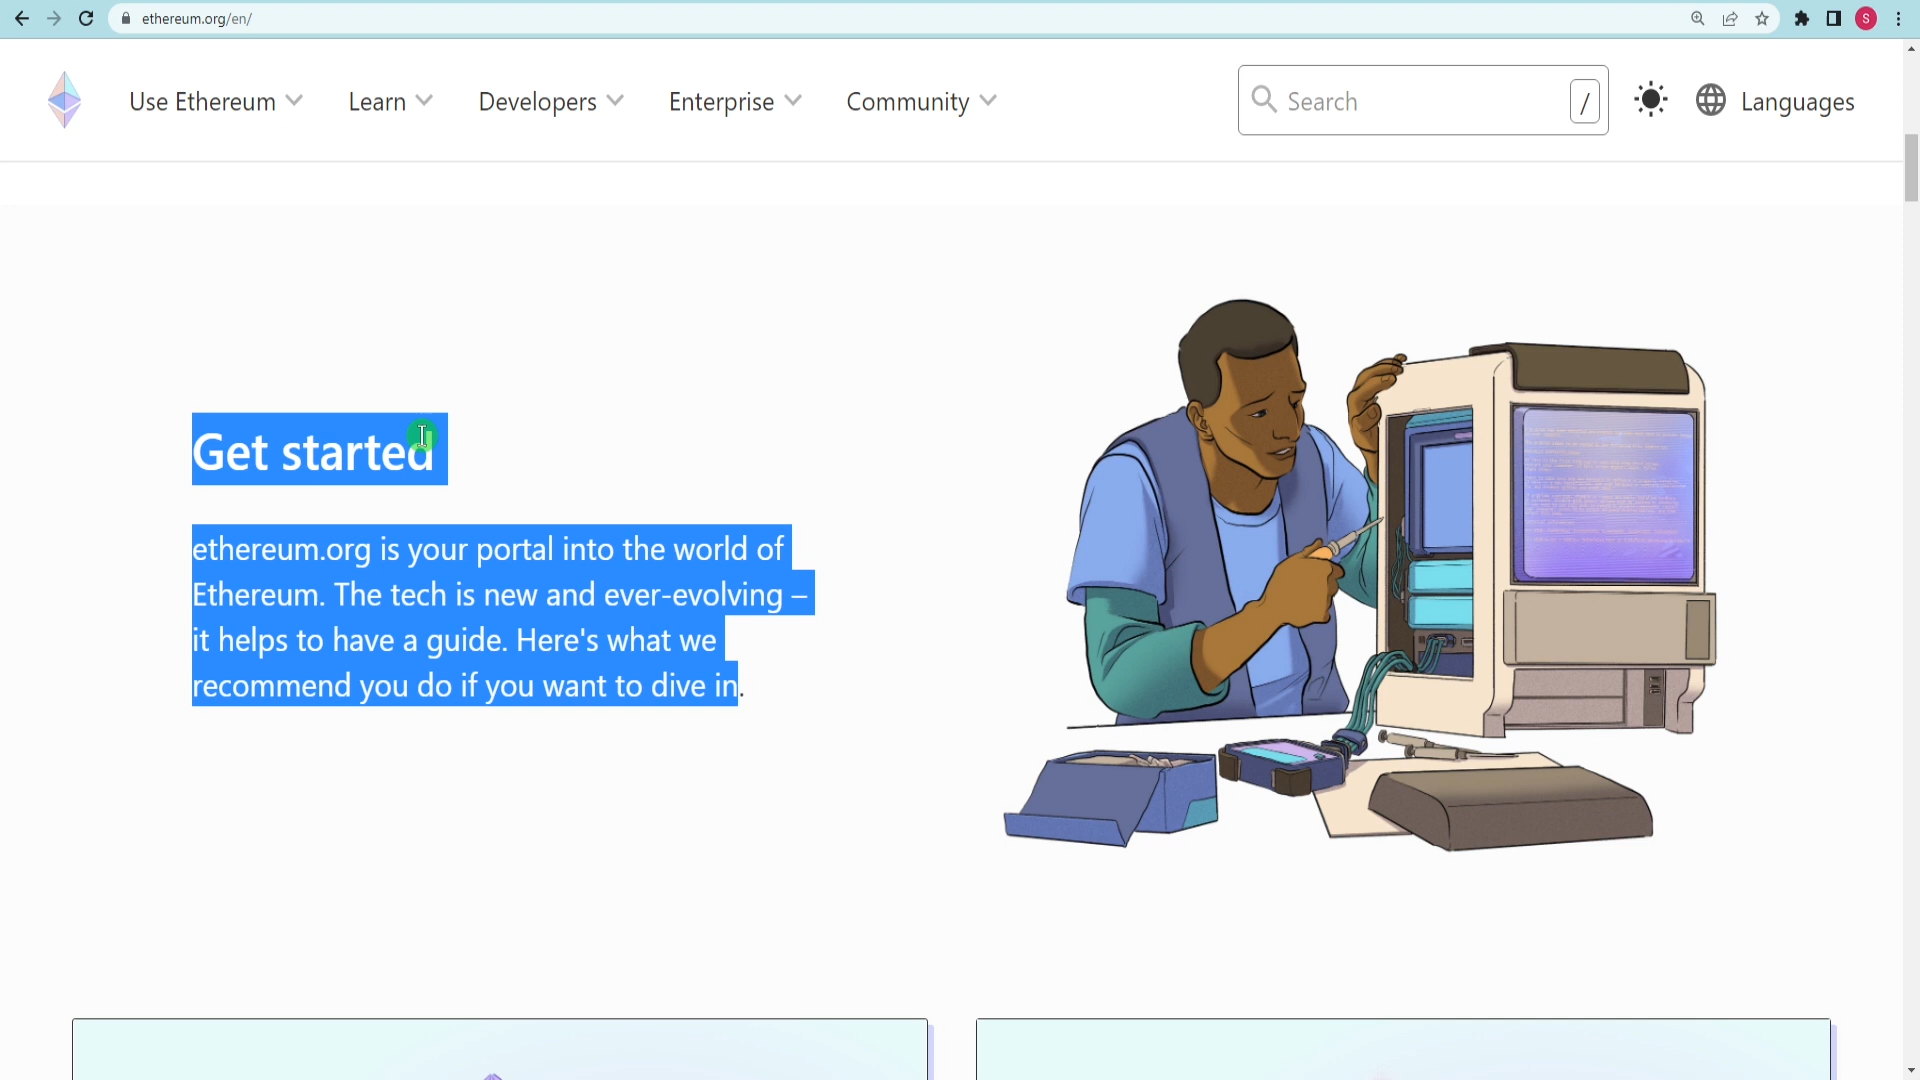 ethereum.org/en/
S
Use Ethereum
Learn
Developers
Enterprise
Community
Search
/
Languages
Get started
ethereum.org is your portal into the world of
Ethereum. The tech is new and ever-evolving –
it helps to have a guide. Here's what we
recommend you do if you want to dive in.